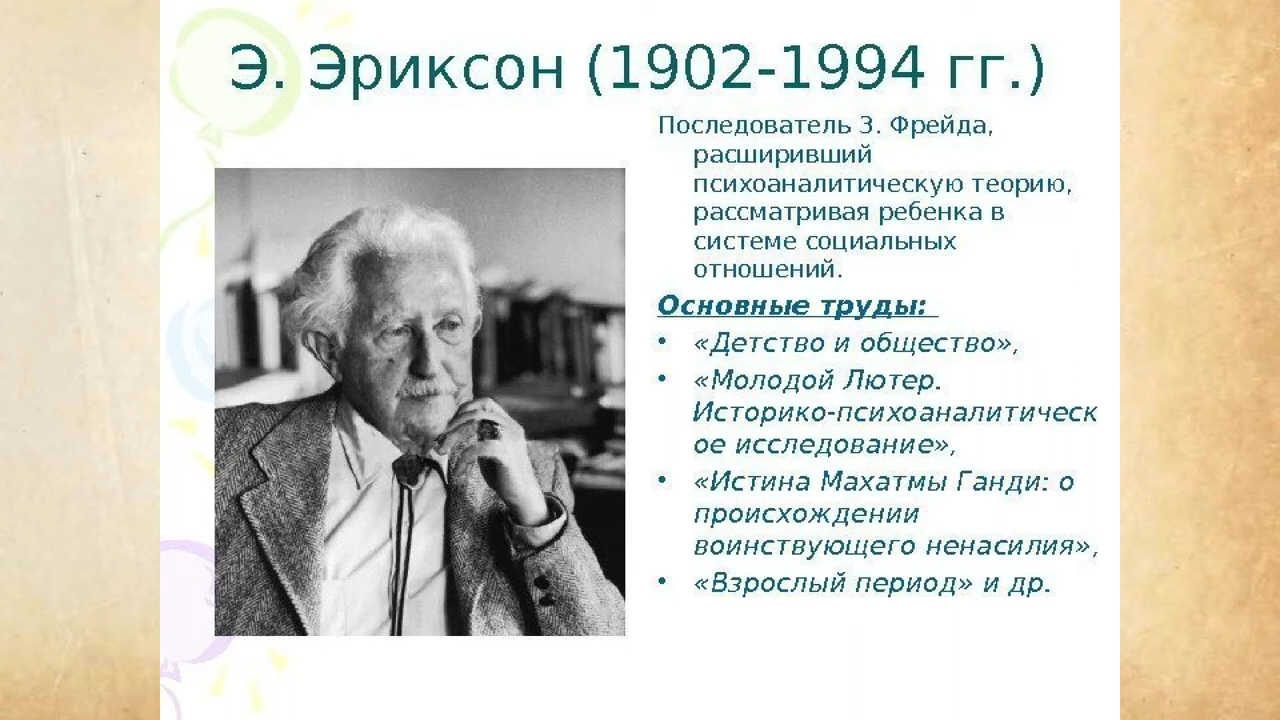 Э. Эриксон (1902-1994 гг.)
Последователь З. Фрейда,
расширивший
психоаналитическую теорию,
рассматривая ребенка в
системе социальных
отношений.
Основные труды:
• «Детство и общество»,
• «Молодой Лютер.
Историко-психоаналитическ
ое исследование»,
• «Истина Махатмы Ганди: о
происхождении
воинствующего ненасилия»,
• «Взрослый период» и др.